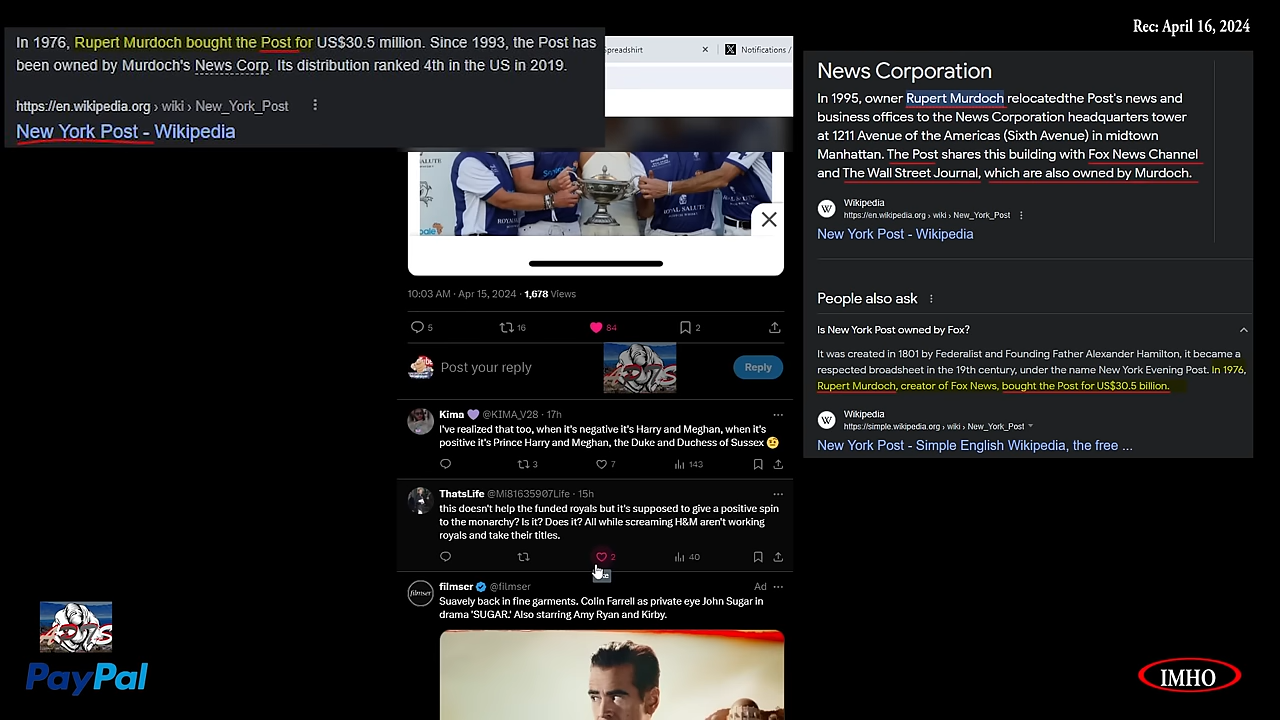 In 1976, Rupert Murdoch bought the Post for US$30.5 million. Since 1993, the Post has
been owned by Murdoch's News Corp. Its distribution ranked 4th in the US in 2019.
https://en.wikipedia.org › wiki › New_York_Post
New York Post - Wikipedia
Spreadshirt
Notifications /
Rec: April 16, 2024
SALUTE
ROYAL SALUTE
10:03 AM · Apr 15, 2024 · 1,678 Views
5
16
84
2
Post your reply
Reply
Kima @KIMA_V28 · 17h
I've realized that too, when it's negative it's Harry and Meghan, when it's
positive it's Prince Harry and Meghan, the Duke and Duchess of Sussex
3
7
143
ThatsLife @Mi81635907Life · 15h
this doesn't help the funded royals but it's supposed to give a positive spin
to the monarchy? Is it? Does it? All while screaming H&M aren't working
royals and take their titles.
2
40
filmser @filmser
Ad
Suavely back in fine garments. Colin Farrell as private eye John Sugar in
drama 'SUGAR.' Also starring Amy Ryan and Kirby.
News Corporation
In 1995, owner Rupert Murdoch relocatedthe Post's news and
business offices to the News Corporation headquarters tower
at 1211 Avenue of the Americas (Sixth Avenue) in midtown
Manhattan. The Post shares this building with Fox News Channel
and The Wall Street Journal, which are also owned by Murdoch.
W
Wikipedia
https://en.wikipedia.org › wiki › New_York_Post
New York Post - Wikipedia
People also ask
Is New York Post owned by Fox?
It was created in 1801 by Federalist and Founding Father Alexander Hamilton, it became a
respected broadsheet in the 19th century, under the name New York Evening Post. In 1976,
Rupert Murdoch, creator of Fox News, bought the Post for US$30.5 billion.
W
Wikipedia
https://simple.wikipedia.org › wiki › New_York_Post
New York Post - Simple English Wikipedia, the free ...
PayPal
IMHO